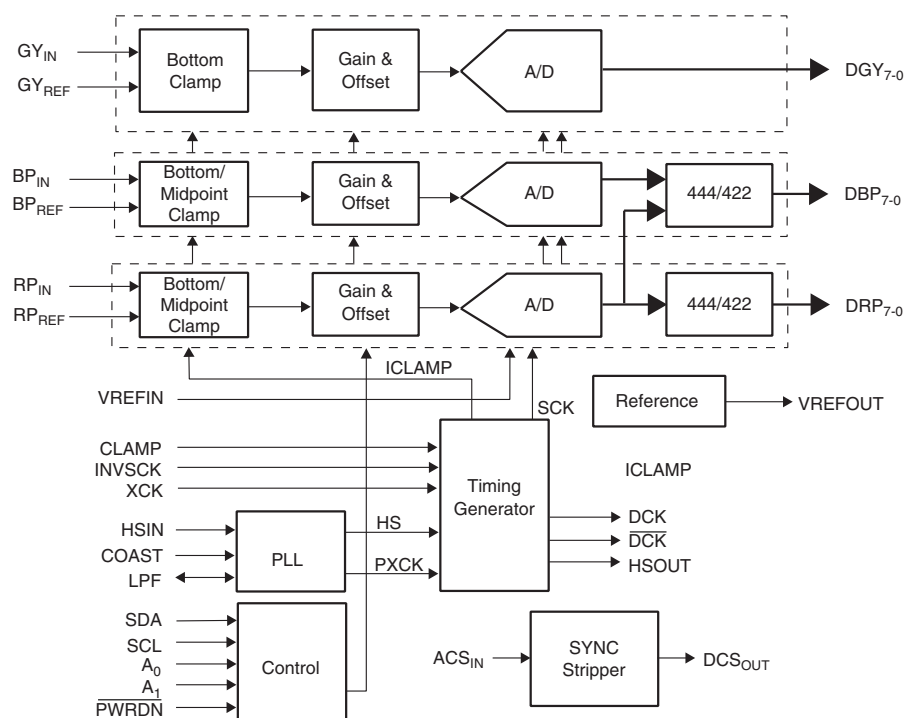 GY_IN
GY_REF
Bottom
Clamp
Gain &
Offset
A/D
DGY_7-0
BP_IN
BP_REF
Bottom/
Midpoint
Clamp
Gain &
Offset
A/D
444/422
DBP_7-0
RP_IN
RP_REF
Bottom/
Midpoint
Clamp
Gain &
Offset
A/D
444/422
DRP_7-0
ICLAMP
VREFIN
SCK
Reference
VREFOUT
CLAMP
INVSCK
XCK
Timing
Generator
ICLAMP
HSIN
COAST
LPF
PLL
HS
PXCK
DCK
D̅C̅K̅
HSOUT
SDA
SCL
A_0
A_1
P̅W̅R̅D̅N̅
Control
ACS_IN
SYNC
Stripper
DCS_OUT